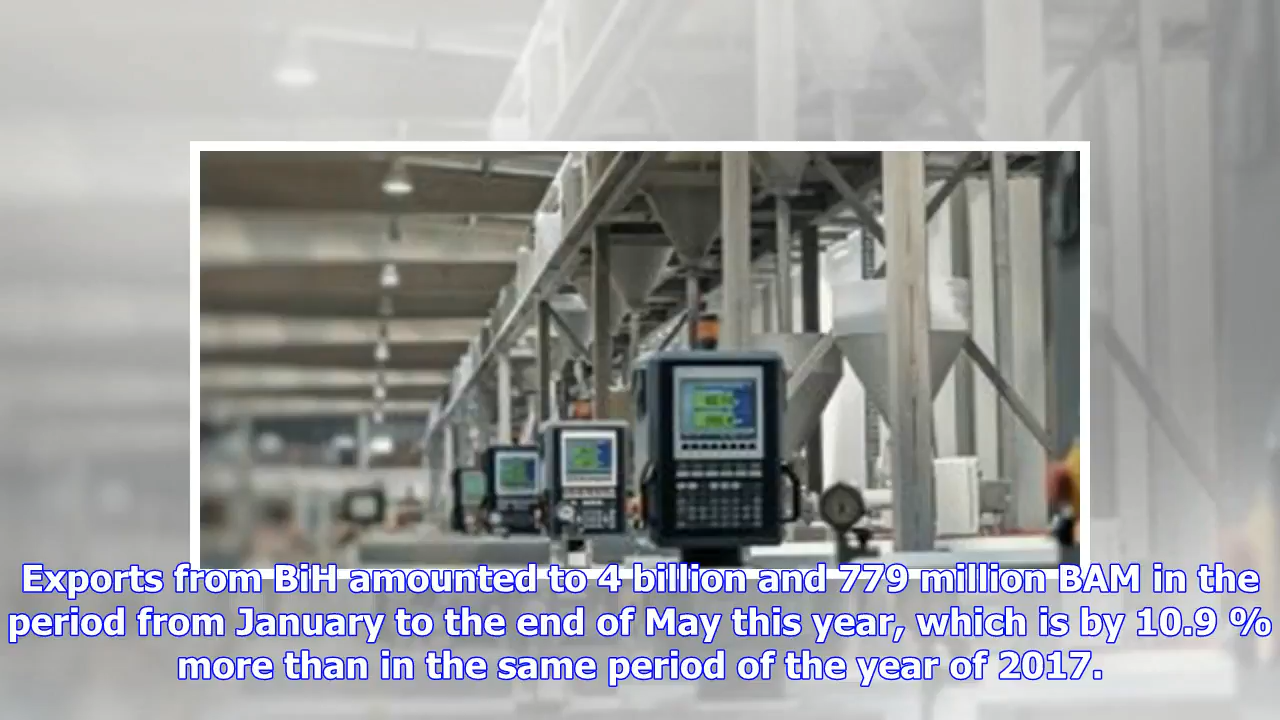 Exports from BiH amounted to 4 billion and 779 million BAM in the
period from January to the end of May this year, which is by 10.9 %
more than in the same period of the year of 2017.